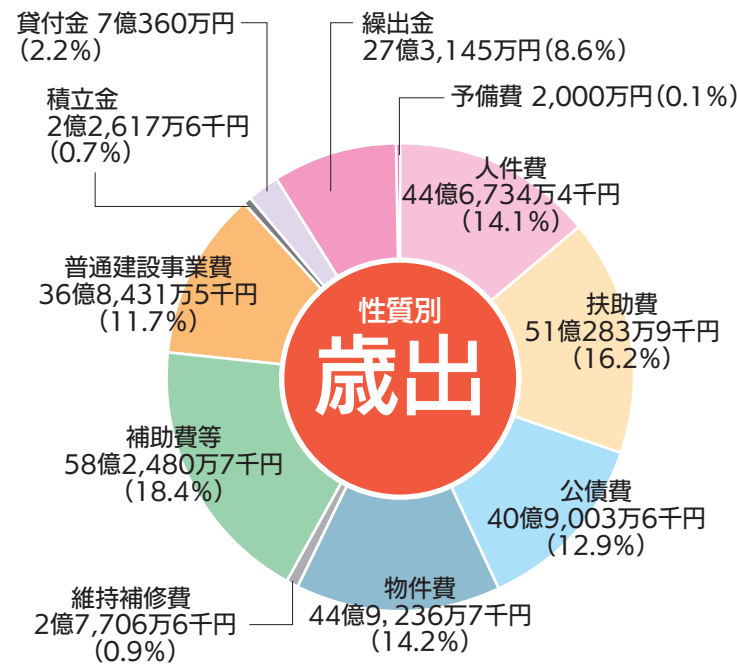 貸付金 7億360万円
(2.2%)
繰出金
27億3,145万円(8.6%)
予備費 2,000万円(0.1%)
積立金
2億2,617万6千円
(0.7%)
人件費
44億6,734万4千円
(14.1%)
普通建設事業費
36億8,431万5千円
(11.7%)
性質別
歳出
扶助費
51億283万9千円
(16.2%)
補助費等
58億2,480万7千円
(18.4%)
公債費
40億9,003万6千円
(12.9%)
維持補修費
2億7,706万6千円
(0.9%)
物件費
44億9,236万7千円
(14.2%)